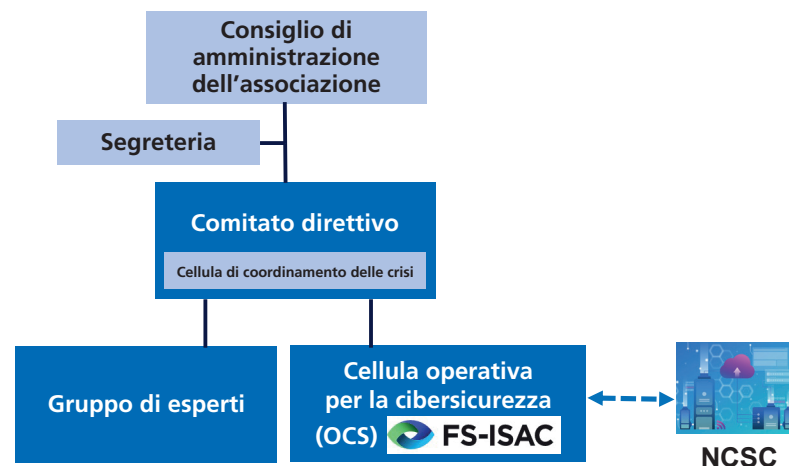 Consiglio di
amministrazione
dell’associazione
Segreteria
Comitato direttivo
Cellula di coordinamento delle crisi
Gruppo di esperti
Cellula operativa
per la cibersicurezza
(OCS) FS-ISAC
NCSC